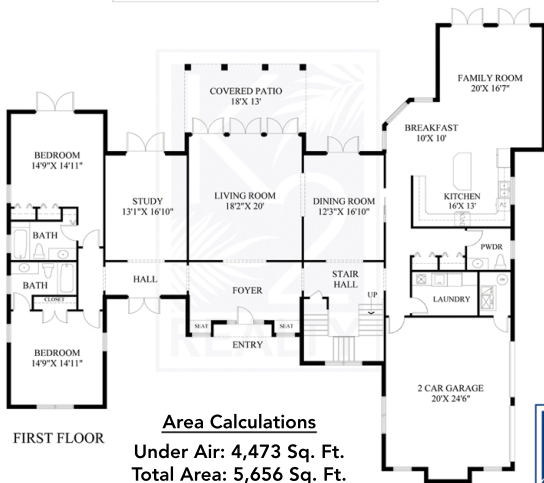 FAMILY ROOM
20'X 16'7"
COVERED PATIO
18'X 13'
BREAKFAST
10'X 10'
BEDROOM
14'9"X 14'11"
STUDY
13'1"X 16'10"
LIVING ROOM
18'2"X 20'
DINING ROOM
12'3"X 16'10"
KITCHEN
16'X 13'
BATH
PWDR
BATH
HALL
FOYER
STAIR
HALL
UP
LAUNDRY
CLOSET
SEAT
SEAT
ENTRY
BEDROOM
14'9"X 14'11"
2 CAR GARAGE
20'X 24'6"
FIRST FLOOR
Area Calculations
Under Air: 4,473 Sq. Ft.
Total Area: 5,656 Sq. Ft.
K2
REALTY